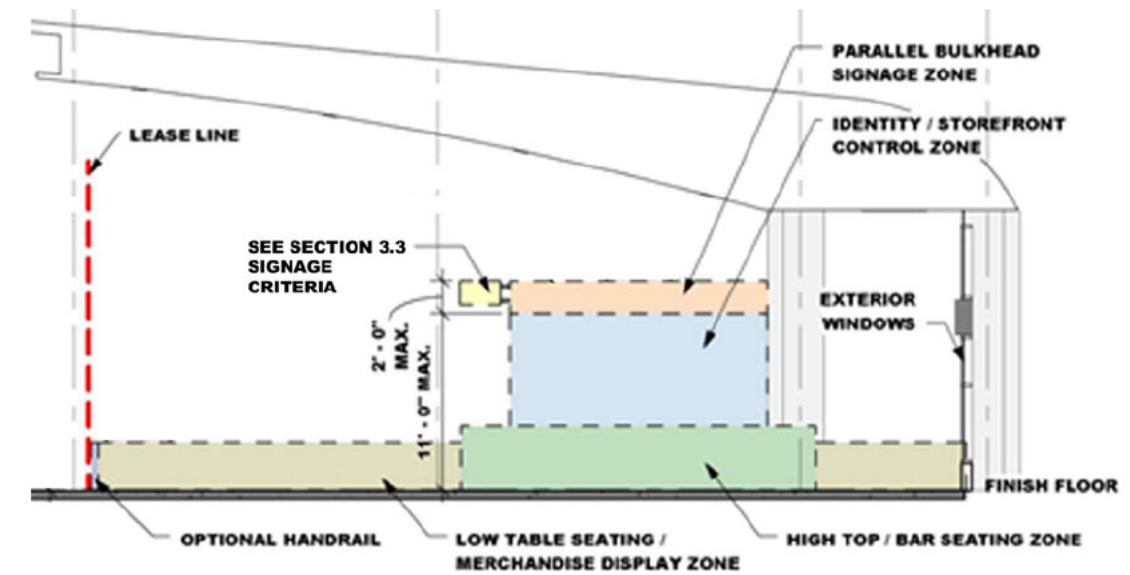 PARALLEL BULKHEAD
SIGNAGE ZONE
LEASE LINE
IDENTITY / STOREFRONT
CONTROL ZONE
SEE SECTION 3.3
SIGNAGE
CRITERIA
2' - 0"
MAX.
11' - 0" MAX.
EXTERIOR
WINDOWS
FINISH FLOOR
OPTIONAL HANDRAIL
LOW TABLE SEATING /
MERCHANDISE DISPLAY ZONE
HIGH TOP / BAR SEATING ZONE